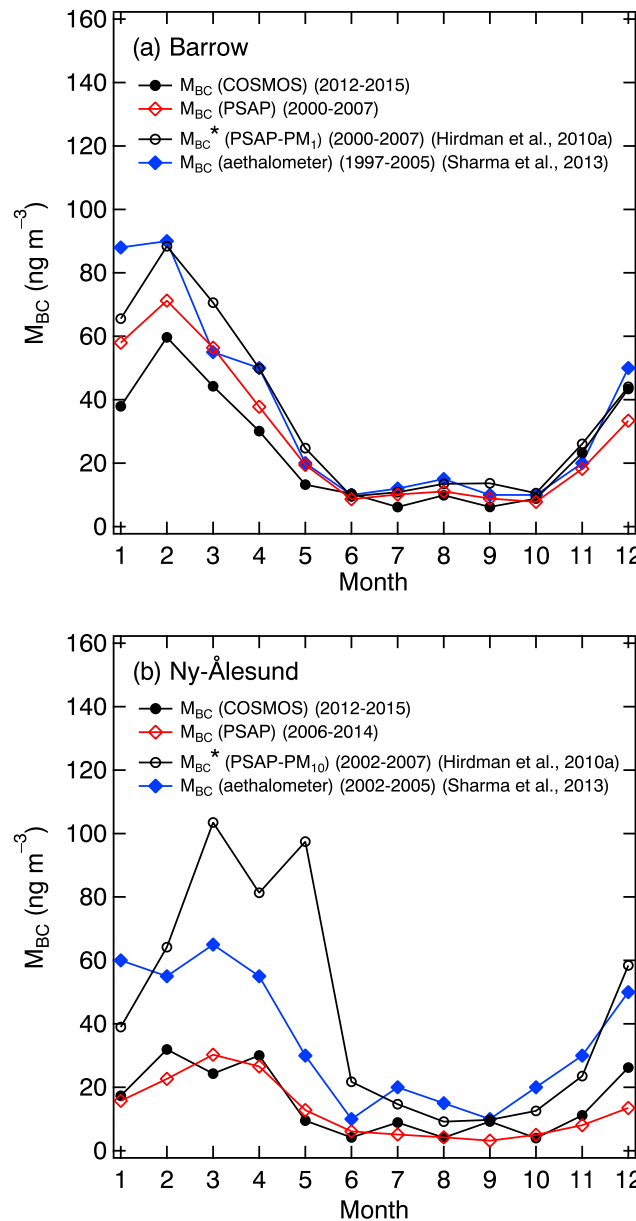 160
(a) Barrow
M_BC (COSMOS) (2012-2015)
140
M_BC (PSAP) (2000-2007)
M_BC* (PSAP-PM₁) (2000-2007) (Hirdman et al., 2010a)
120
M_BC (aethalometer) (1997-2005) (Sharma et al., 2013)
100
80
60
40
20
0
M_BC (ng m⁻³)
1 2 3 4 5 6 7 8 9 10 11 12
Month
160
(b) Ny-Ålesund
M_BC (COSMOS) (2012-2015)
140
M_BC (PSAP) (2006-2014)
M_BC* (PSAP-PM₁₀) (2002-2007) (Hirdman et al., 2010a)
120
M_BC (aethalometer) (2002-2005) (Sharma et al., 2013)
100
80
60
40
20
0
M_BC (ng m⁻³)
1 2 3 4 5 6 7 8 9 10 11 12
Month